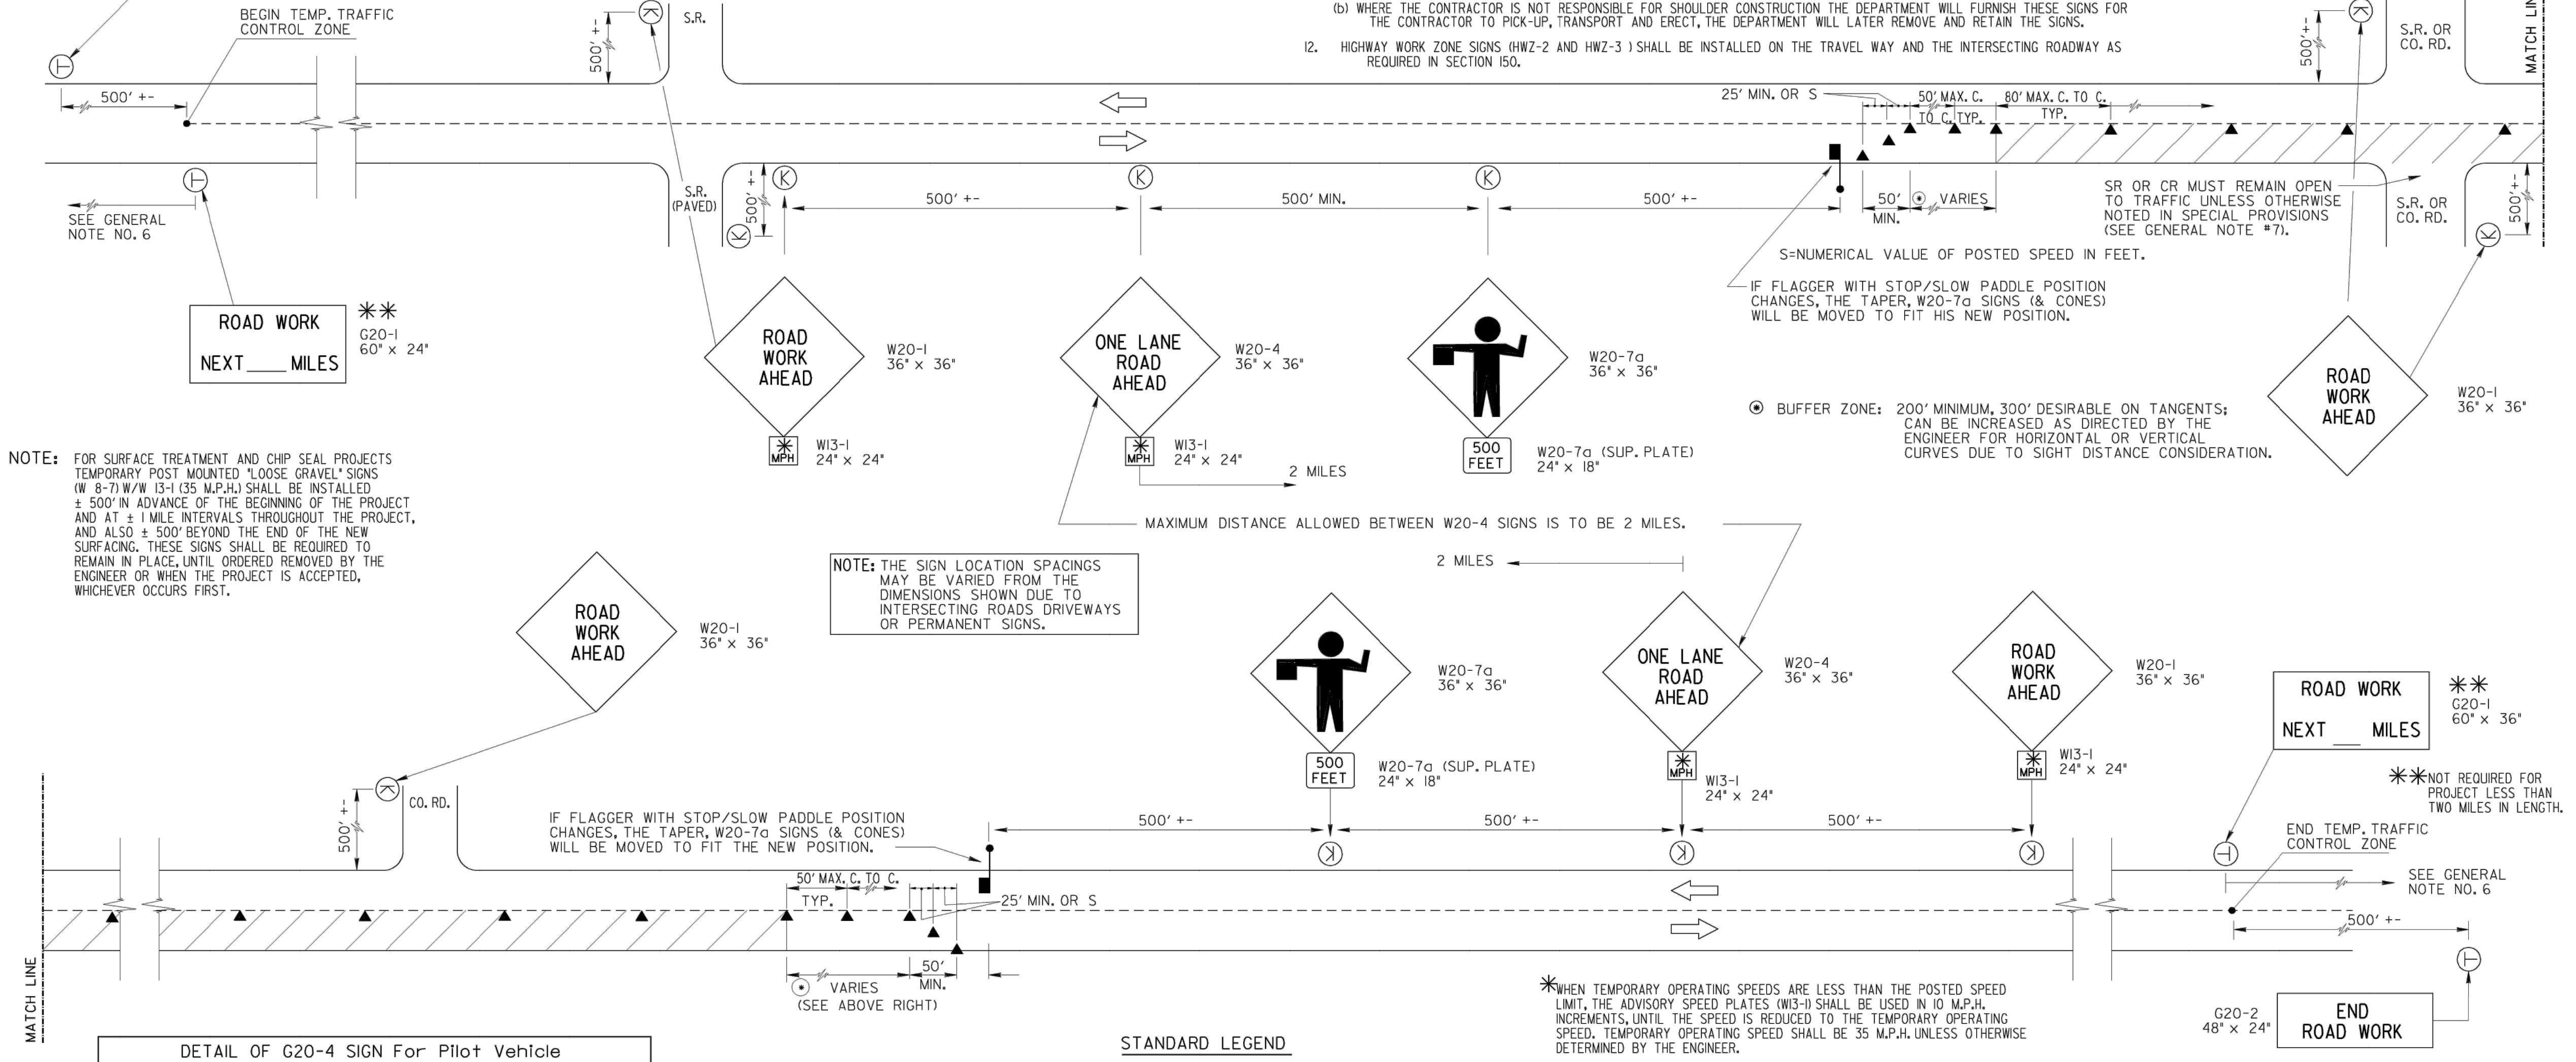 (b) WHERE THE CONTRACTOR IS NOT RESPONSIBLE FOR SHOULDER CONSTRUCTION THE DEPARTMENT WILL FURNISH THESE SIGNS FOR
THE CONTRACTOR TO PICK-UP, TRANSPORT AND ERECT, THE DEPARTMENT WILL LATER REMOVE AND RETAIN THE SIGNS.
12. HIGHWAY WORK ZONE SIGNS (HWZ-2 AND HWZ-3 ) SHALL BE INSTALLED ON THE TRAVEL WAY AND THE INTERSECTING ROADWAY AS
REQUIRED IN SECTION 150.
BEGIN TEMP. TRAFFIC
CONTROL ZONE
T
500' +-
500' +-
K
S.R.
K
500'+-
S.R. OR
CO. RD.
25' MIN. OR S
50' MAX. C.
TO C. TYP.
80' MAX. C. TO C.
TYP.
T
SEE GENERAL
NOTE NO. 6
S.R.
(PAVED)
500' +-
K
K
K
K
500' +-
500' MIN.
500' +-
50'
MIN.
VARIES
SR OR CR MUST REMAIN OPEN
TO TRAFFIC UNLESS OTHERWISE
NOTED IN SPECIAL PROVISIONS
(SEE GENERAL NOTE #7).
S.R. OR
CO. RD.
500'+-
K
S=NUMERICAL VALUE OF POSTED SPEED IN FEET.
IF FLAGGER WITH STOP/SLOW PADDLE POSITION
CHANGES, THE TAPER, W20-7a SIGNS (& CONES)
WILL BE MOVED TO FIT HIS NEW POSITION.
ROAD WORK
NEXT ____ MILES
**
G20-1
60" x 24"
ROAD
WORK
AHEAD
W20-1
36" x 36"
*
MPH
W13-1
24" x 24"
ONE LANE
ROAD
AHEAD
W20-4
36" x 36"
*
MPH
W13-1
24" x 24"
2 MILES
W20-7a
36" x 36"
500
FEET
W20-7a (SUP. PLATE)
24" x 18"
BUFFER ZONE: 200' MINIMUM, 300' DESIRABLE ON TANGENTS;
CAN BE INCREASED AS DIRECTED BY THE
ENGINEER FOR HORIZONTAL OR VERTICAL
CURVES DUE TO SIGHT DISTANCE CONSIDERATION.
ROAD
WORK
AHEAD
W20-1
36" x 36"
NOTE: FOR SURFACE TREATMENT AND CHIP SEAL PROJECTS
TEMPORARY POST MOUNTED "LOOSE GRAVEL" SIGNS
(W 8-7) W/W 13-1 (35 M.P.H.) SHALL BE INSTALLED
± 500' IN ADVANCE OF THE BEGINNING OF THE PROJECT
AND AT ± 1 MILE INTERVALS THROUGHOUT THE PROJECT,
AND ALSO ± 500' BEYOND THE END OF THE NEW
SURFACING. THESE SIGNS SHALL BE REQUIRED TO
REMAIN IN PLACE, UNTIL ORDERED REMOVED BY THE
ENGINEER OR WHEN THE PROJECT IS ACCEPTED,
WHICHEVER OCCURS FIRST.
MAXIMUM DISTANCE ALLOWED BETWEEN W20-4 SIGNS IS TO BE 2 MILES.
2 MILES
NOTE: THE SIGN LOCATION SPACINGS
MAY BE VARIED FROM THE
DIMENSIONS SHOWN DUE TO
INTERSECTING ROADS DRIVEWAYS
OR PERMANENT SIGNS.
ROAD
WORK
AHEAD
W20-1
36" x 36"
W20-7a
36" x 36"
500
FEET
W20-7a (SUP. PLATE)
24" x 18"
ONE LANE
ROAD
AHEAD
W20-4
36" x 36"
*
MPH
W13-1
24" x 24"
ROAD
WORK
AHEAD
W20-1
36" x 36"
*
MPH
W13-1
24" x 24"
ROAD WORK
NEXT ___ MILES
**
G20-1
60" x 36"
**NOT REQUIRED FOR
PROJECT LESS THAN
TWO MILES IN LENGTH.
END TEMP. TRAFFIC
CONTROL ZONE
K
CO. RD.
500' +-
IF FLAGGER WITH STOP/SLOW PADDLE POSITION
CHANGES, THE TAPER, W20-7a SIGNS (& CONES)
WILL BE MOVED TO FIT THE NEW POSITION.
500' +-
500' +-
500' +-
K
K
K
T
SEE GENERAL
NOTE NO. 6
50' MAX. C. TO C.
TYP.
25' MIN. OR S
500' +-
T
50'
MIN.
VARIES
(SEE ABOVE RIGHT)
MATCH LINE
*WHEN TEMPORARY OPERATING SPEEDS ARE LESS THAN THE POSTED SPEED
LIMIT, THE ADVISORY SPEED PLATES (W13-1) SHALL BE USED IN 10 M.P.H.
INCREMENTS, UNTIL THE SPEED IS REDUCED TO THE TEMPORARY OPERATING
SPEED. TEMPORARY OPERATING SPEED SHALL BE 35 M.P.H. UNLESS OTHERWISE
DETERMINED BY THE ENGINEER.
G20-2
48" x 24"
END
ROAD WORK
DETAIL OF G20-4 SIGN For Pilot Vehicle
STANDARD LEGEND